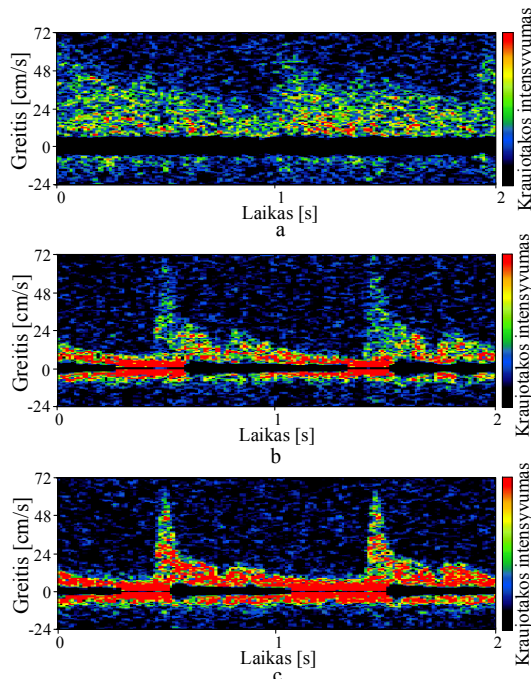 72
48
24
0
-24
Greitis [cm/s]
Kraujotakos intensyvumas
0
1
2
Laikas [s]
a
72
48
24
0
-24
Greitis [cm/s]
Kraujotakos intensyvumas
0
1
2
Laikas [s]
b
72
48
24
0
-24
Greitis [cm/s]
Kraujotakos intensyvumas
0
1
2
Laikas [s]
c